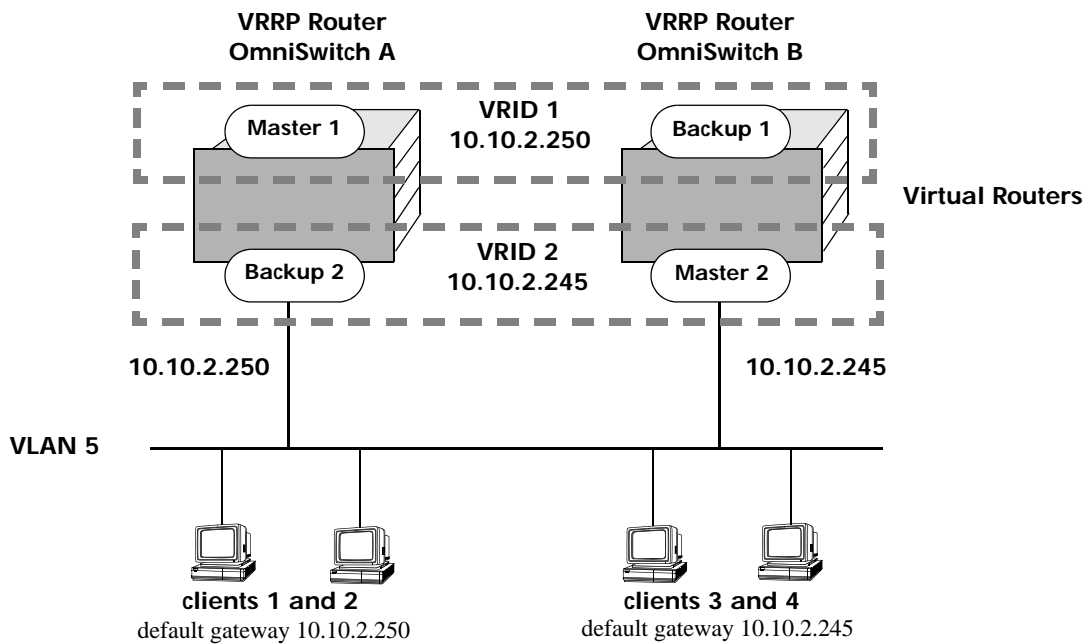 VRRP Router
OmniSwitch A
VRRP Router
OmniSwitch B
Master 1
VRID 1
10.10.2.250
Backup 1
Virtual Routers
Backup 2
VRID 2
10.10.2.245
Master 2
10.10.2.250
10.10.2.245
VLAN 5
clients 1 and 2
default gateway 10.10.2.250
clients 3 and 4
default gateway 10.10.2.245